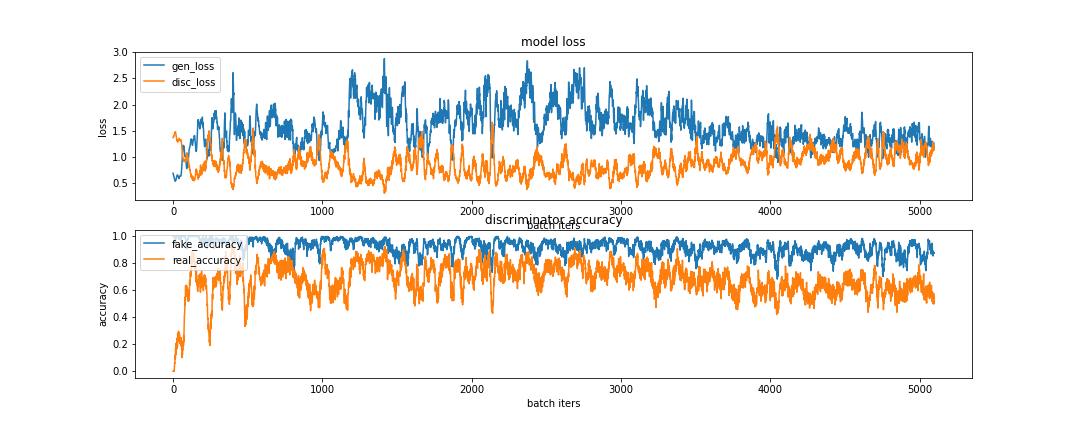 model loss
3.0
2.5
2.0
1.5
1.0
0.5
loss
gen_loss
disc_loss
0 1000 2000 3000 4000 5000
batch iters
discriminator accuracy
1.0
0.8
0.6
0.4
0.2
0.0
accuracy
fake_accuracy
real_accuracy
0 1000 2000 3000 4000 5000
batch iters